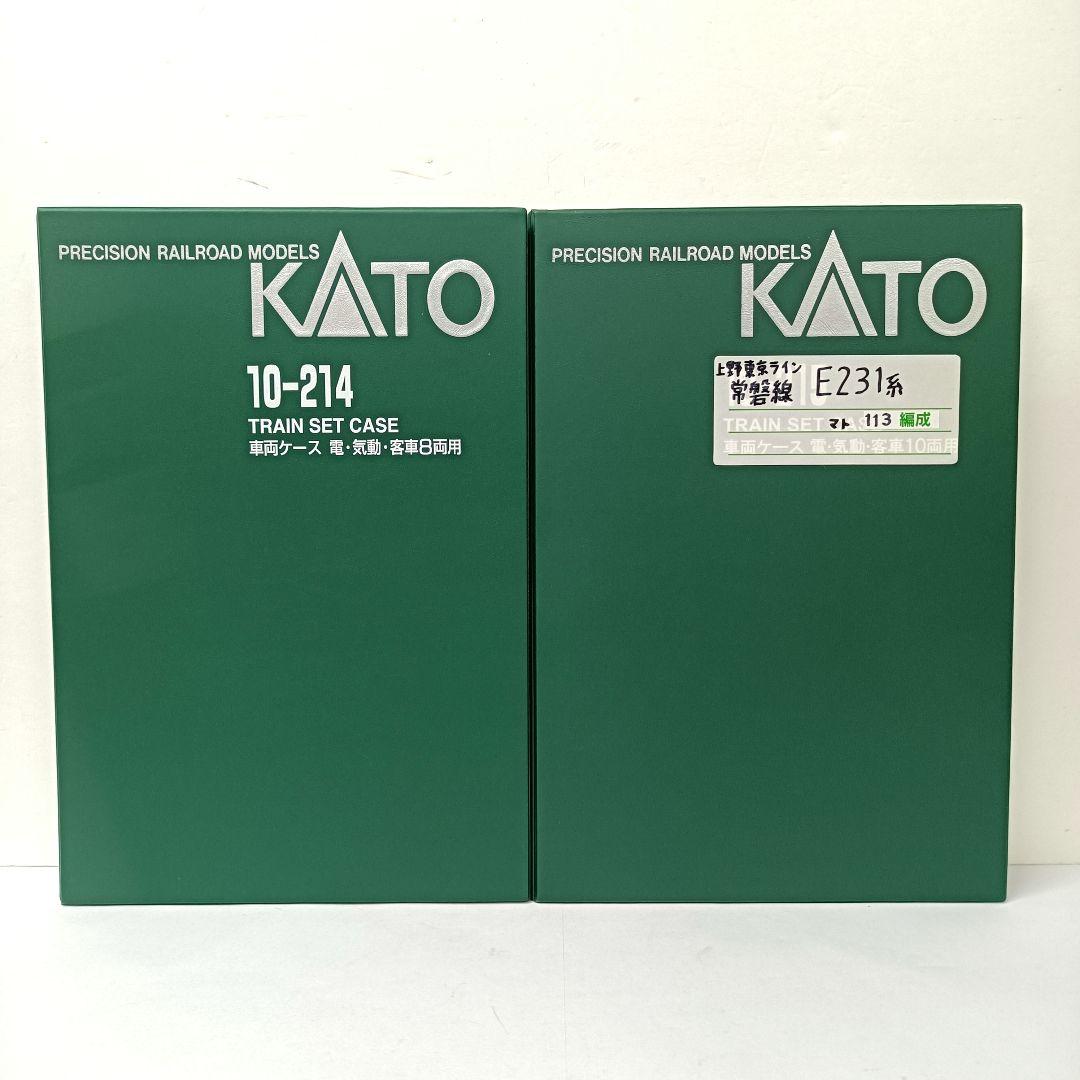 PRECISION RAILROAD MODELS
KATO
10-214
TRAIN SET CASE
車両ケース 電・気動・客車8両用
PRECISION RAILROAD MODELS
KATO
上野東京ライン
常磐線 E231系
TRAIN SET CASE
マト 113 編成
車両ケース 電・気動・客車10両用